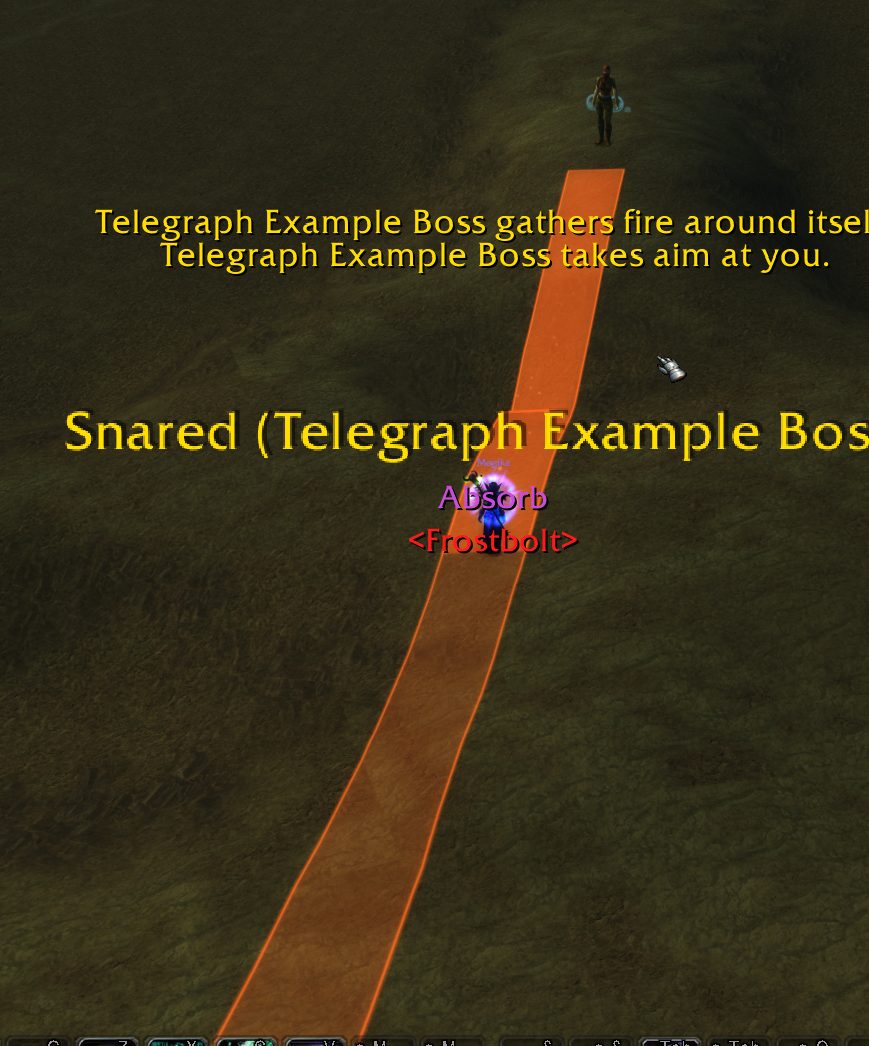 Telegraph Example Boss gathers fire around itsel
Telegraph Example Boss takes aim at you.
Snared (Telegraph Example Bos
Absorb
<Frostbolt>